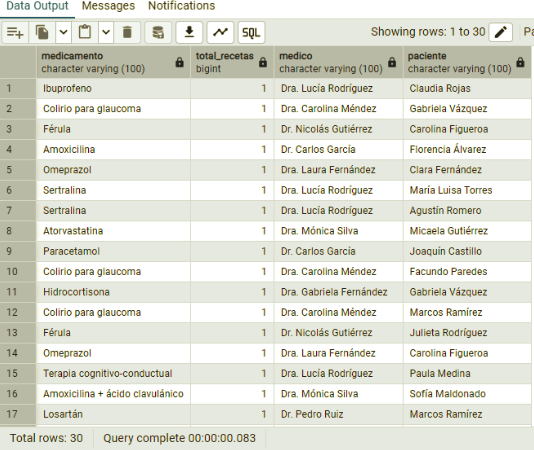 Data Output Messages Notifications
SQL Showing rows: 1 to 30 Pa
medicamento total_recetas medico paciente
character varying (100) bigint character varying (100) character varying (100)
1 Ibuprofeno 1 Dra. Lucía Rodríguez Claudia Rojas
2 Colirio para glaucoma 1 Dra. Carolina Méndez Gabriela Vázquez
3 Férula 1 Dr. Nicolás Gutiérrez Carolina Figueroa
4 Amoxicilina 1 Dr. Carlos García Florencia Álvarez
5 Omeprazol 1 Dra. Laura Fernández Clara Fernández
6 Sertralina 1 Dra. Lucía Rodríguez María Luisa Torres
7 Sertralina 1 Dra. Lucía Rodríguez Agustín Romero
8 Atorvastatina 1 Dra. Mónica Silva Micaela Gutiérrez
9 Paracetamol 1 Dr. Carlos García Joaquín Castillo
10 Colirio para glaucoma 1 Dra. Carolina Méndez Facundo Paredes
11 Hidrocortisona 1 Dra. Gabriela Fernández Gabriela Vázquez
12 Colirio para glaucoma 1 Dra. Carolina Méndez Marcos Ramírez
13 Férula 1 Dr. Nicolás Gutiérrez Julieta Rodríguez
14 Omeprazol 1 Dra. Laura Fernández Carolina Figueroa
15 Terapia cognitivo-conductual 1 Dra. Lucía Rodríguez Paula Medina
16 Amoxicilina + ácido clavulánico 1 Dra. Mónica Silva Sofía Maldonado
17 Losartán 1 Dr. Pedro Ruiz Marcos Ramírez
Total rows: 30 Query complete 00:00:00.083